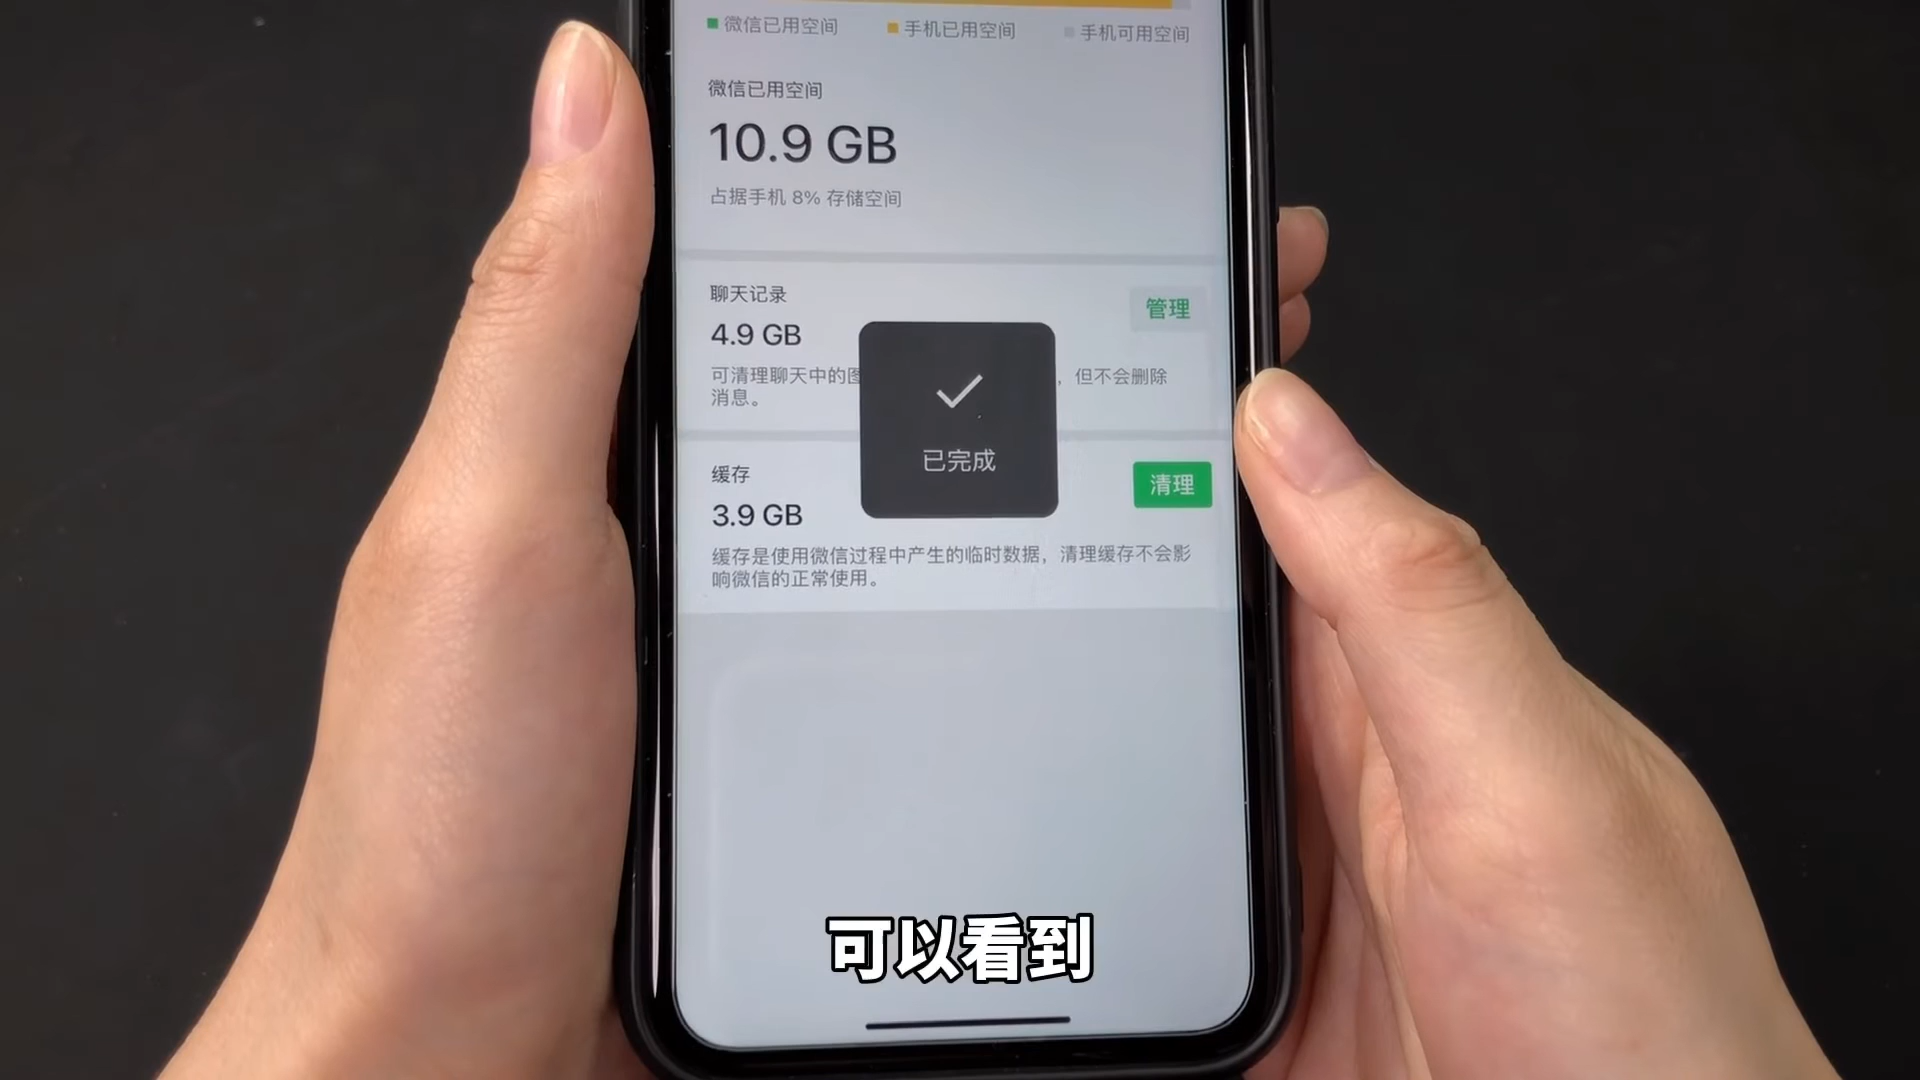 微信已用空间 手机已用空间 手机可用空间
微信已用空间
10.9 GB
占据手机 8% 存储空间
聊天记录
管理
4.9 GB
可清理聊天中的图
，但不会删除
消息。
已完成
缓存
清理
3.9 GB
缓存是使用微信过程中产生的临时数据，清理缓存不会影
响微信的正常使用。
可以看到